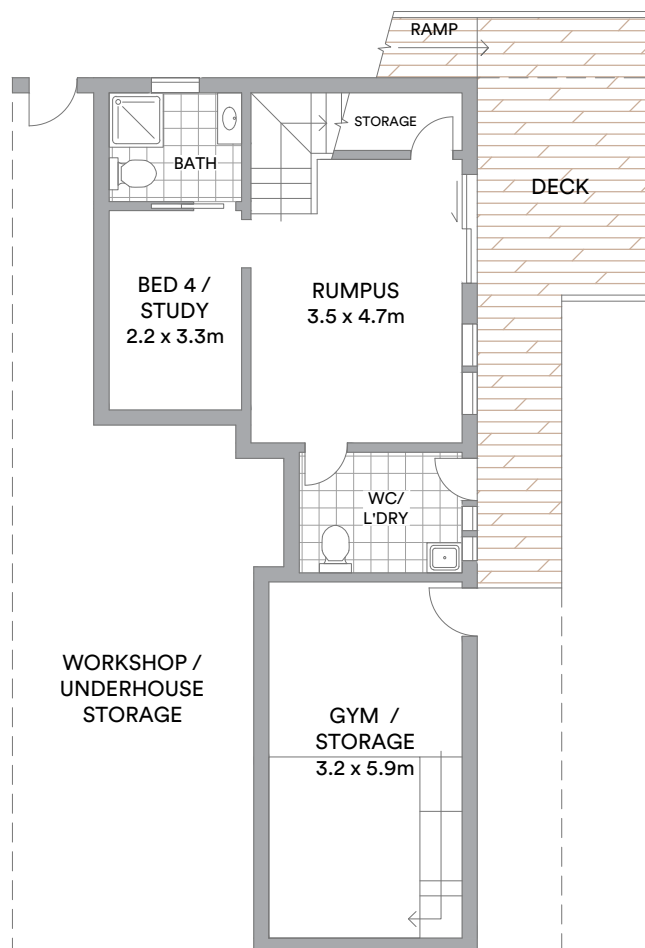 RAMP
STORAGE
BATH
DECK
BED 4 /
STUDY
2.2 x 3.3m
RUMPUS
3.5 x 4.7m
WC/
L'DRY
WORKSHOP /
UNDERHOUSE
STORAGE
GYM /
STORAGE
3.2 x 5.9m